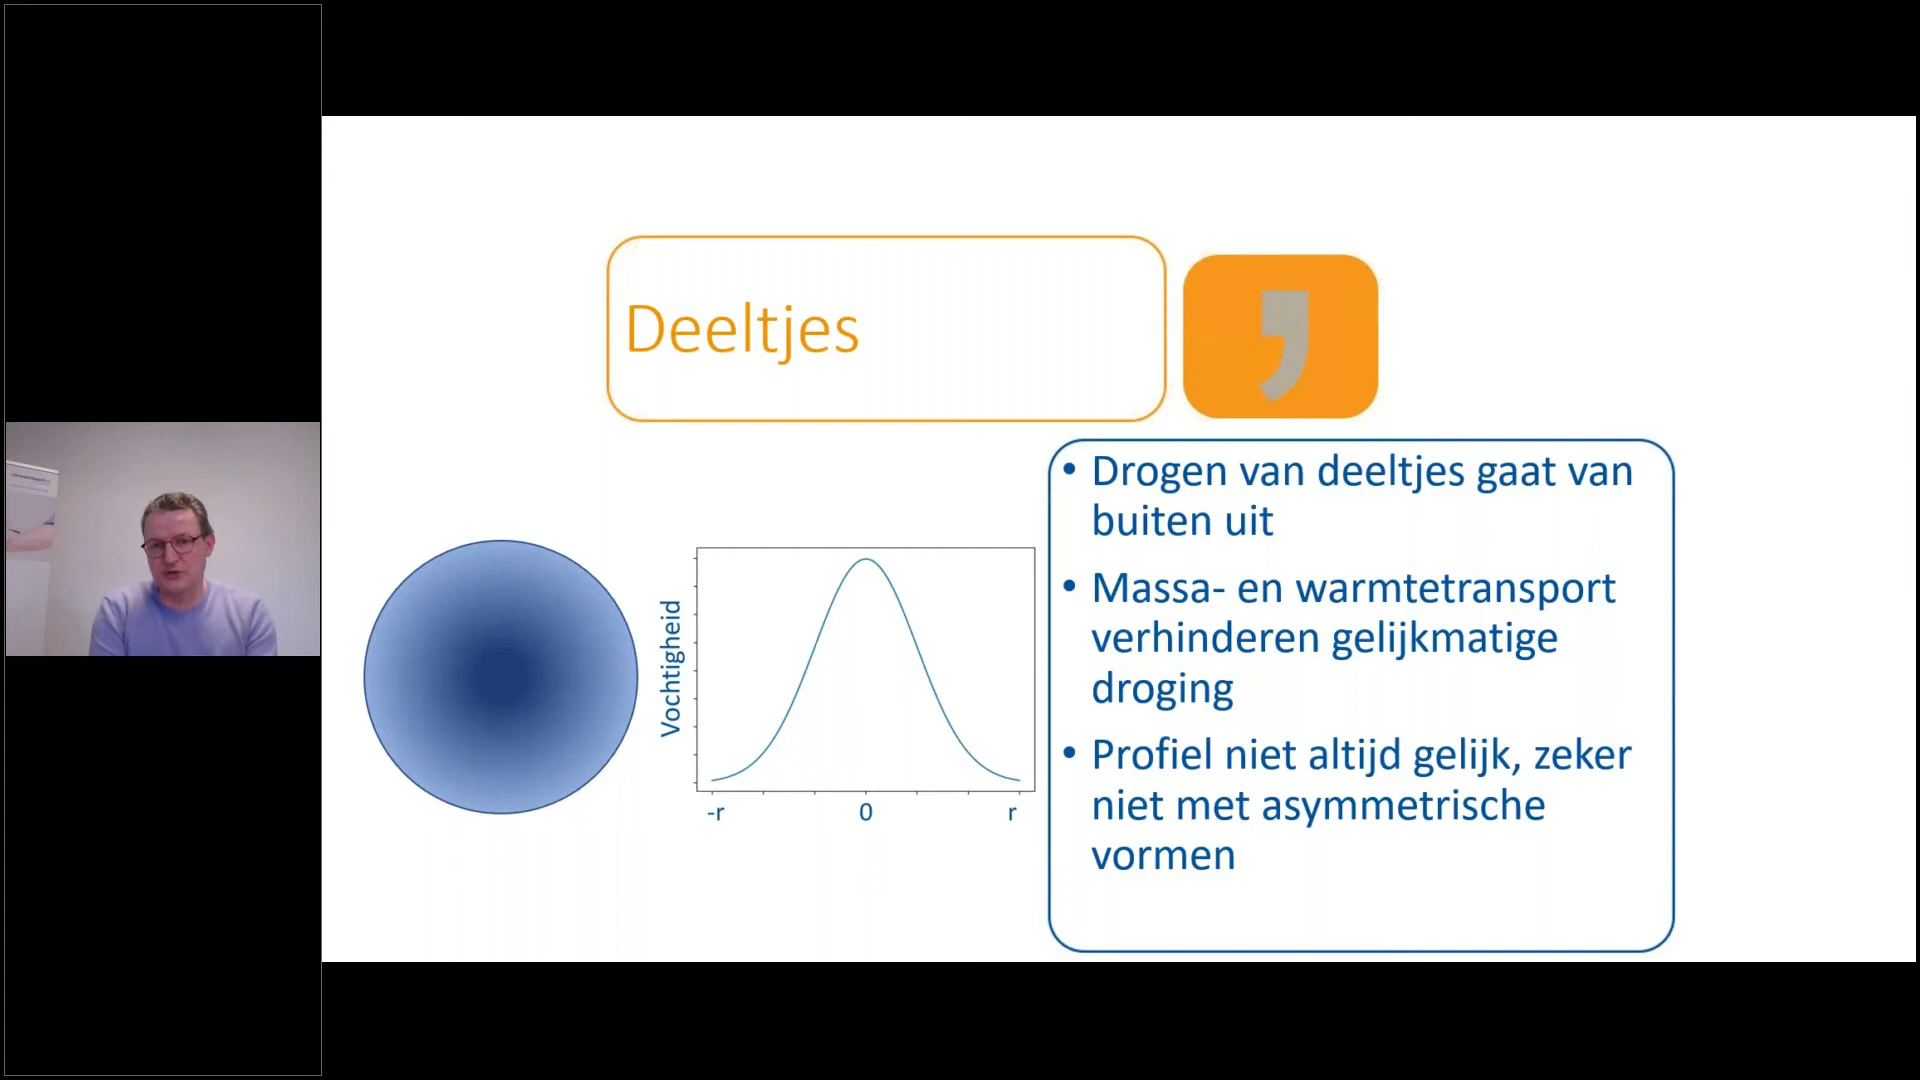 Deeltjes
,
• Drogen van deeltjes gaat van
buiten uit
• Massa- en warmtetransport
verhinderen gelijkmatige
droging
• Profiel niet altijd gelijk, zeker
niet met asymmetrische
vormen
Vochtigheid
-r 0 r